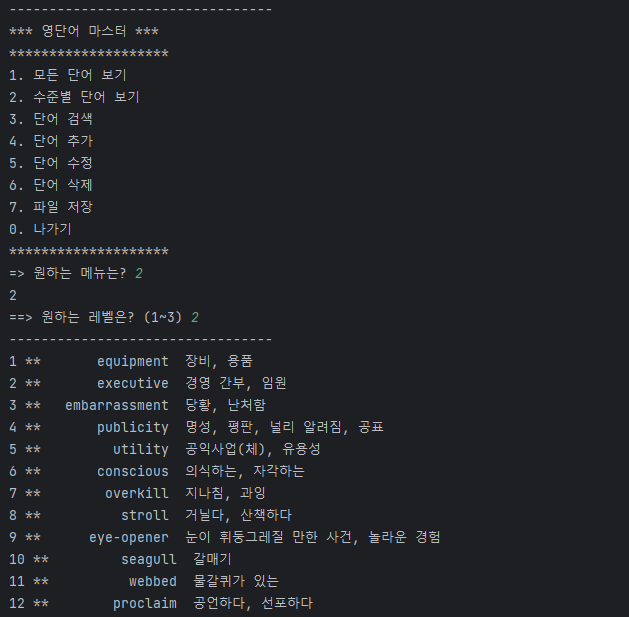 ---------------------------------
*** 영단어 마스터 ***
********************
1. 모든 단어 보기
2. 수준별 단어 보기
3. 단어 검색
4. 단어 추가
5. 단어 수정
6. 단어 삭제
7. 파일 저장
0. 나가기
********************
=> 원하는 메뉴는? 2
2
==> 원하는 레벨은? (1~3) 2
---------------------------------
1 **       equipment  장비, 용품
2 **       executive  경영 간부, 임원
3 **   embarrassment  당황, 난처함
4 **       publicity  명성, 평판, 널리 알려짐, 공표
5 **         utility  공익사업(체), 유용성
6 **       conscious  의식하는, 자각하는
7 **        overkill  지나침, 과잉
8 **          stroll  거닐다, 산책하다
9 **      eye-opener  눈이 휘둥그레질 만한 사건, 놀라운 경험
10 **         seagull  갈매기
11 **          webbed  물갈퀴가 있는
12 **        proclaim  공언하다, 선포하다